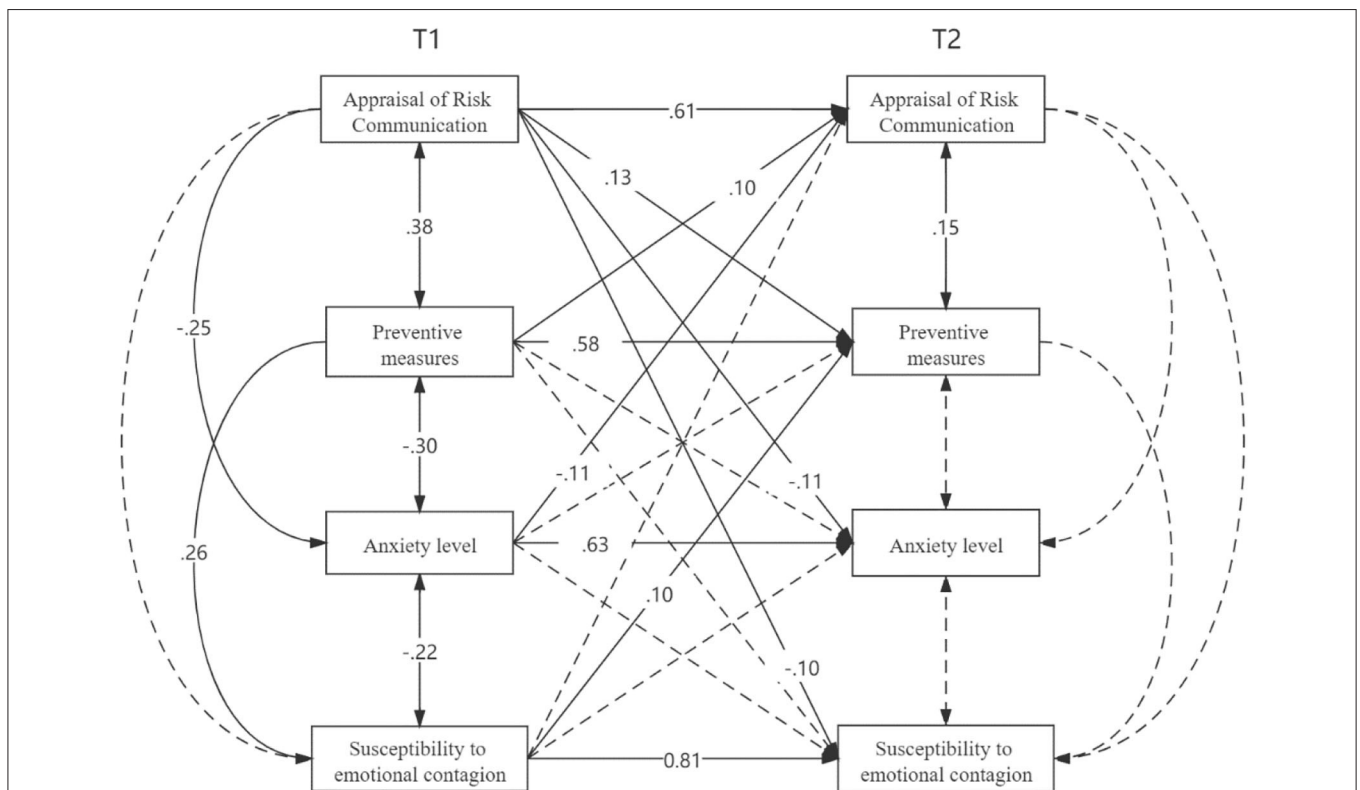 T1
T2
Appraisal of Risk
Communication
.61
Appraisal of Risk
Communication
.13
.10
.38
.15
-.25
Preventive
measures
.58
Preventive
measures
-.30
-.11
-.11
.26
Anxiety level
.63
Anxiety level
.10
-.22
-.10
Susceptibility to
emotional contagion
0.81
Susceptibility to
emotional contagion